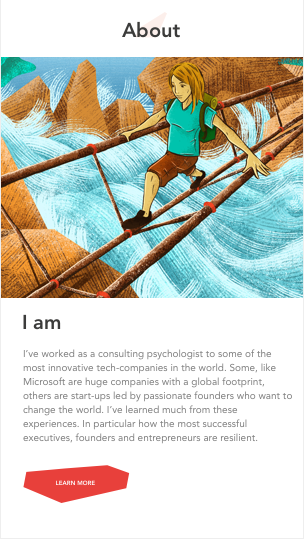 About
I am
I've worked as a consulting psychologist to some of the
most innovative tech-companies in the world. Some, like
Microsoft are huge companies with a global footprint,
others are start-ups led by passionate founders who want to
change the world. I've learned much from these
experiences. In particular how the most successful
executives, founders and entrepreneurs are resilient.
LEARN MORE